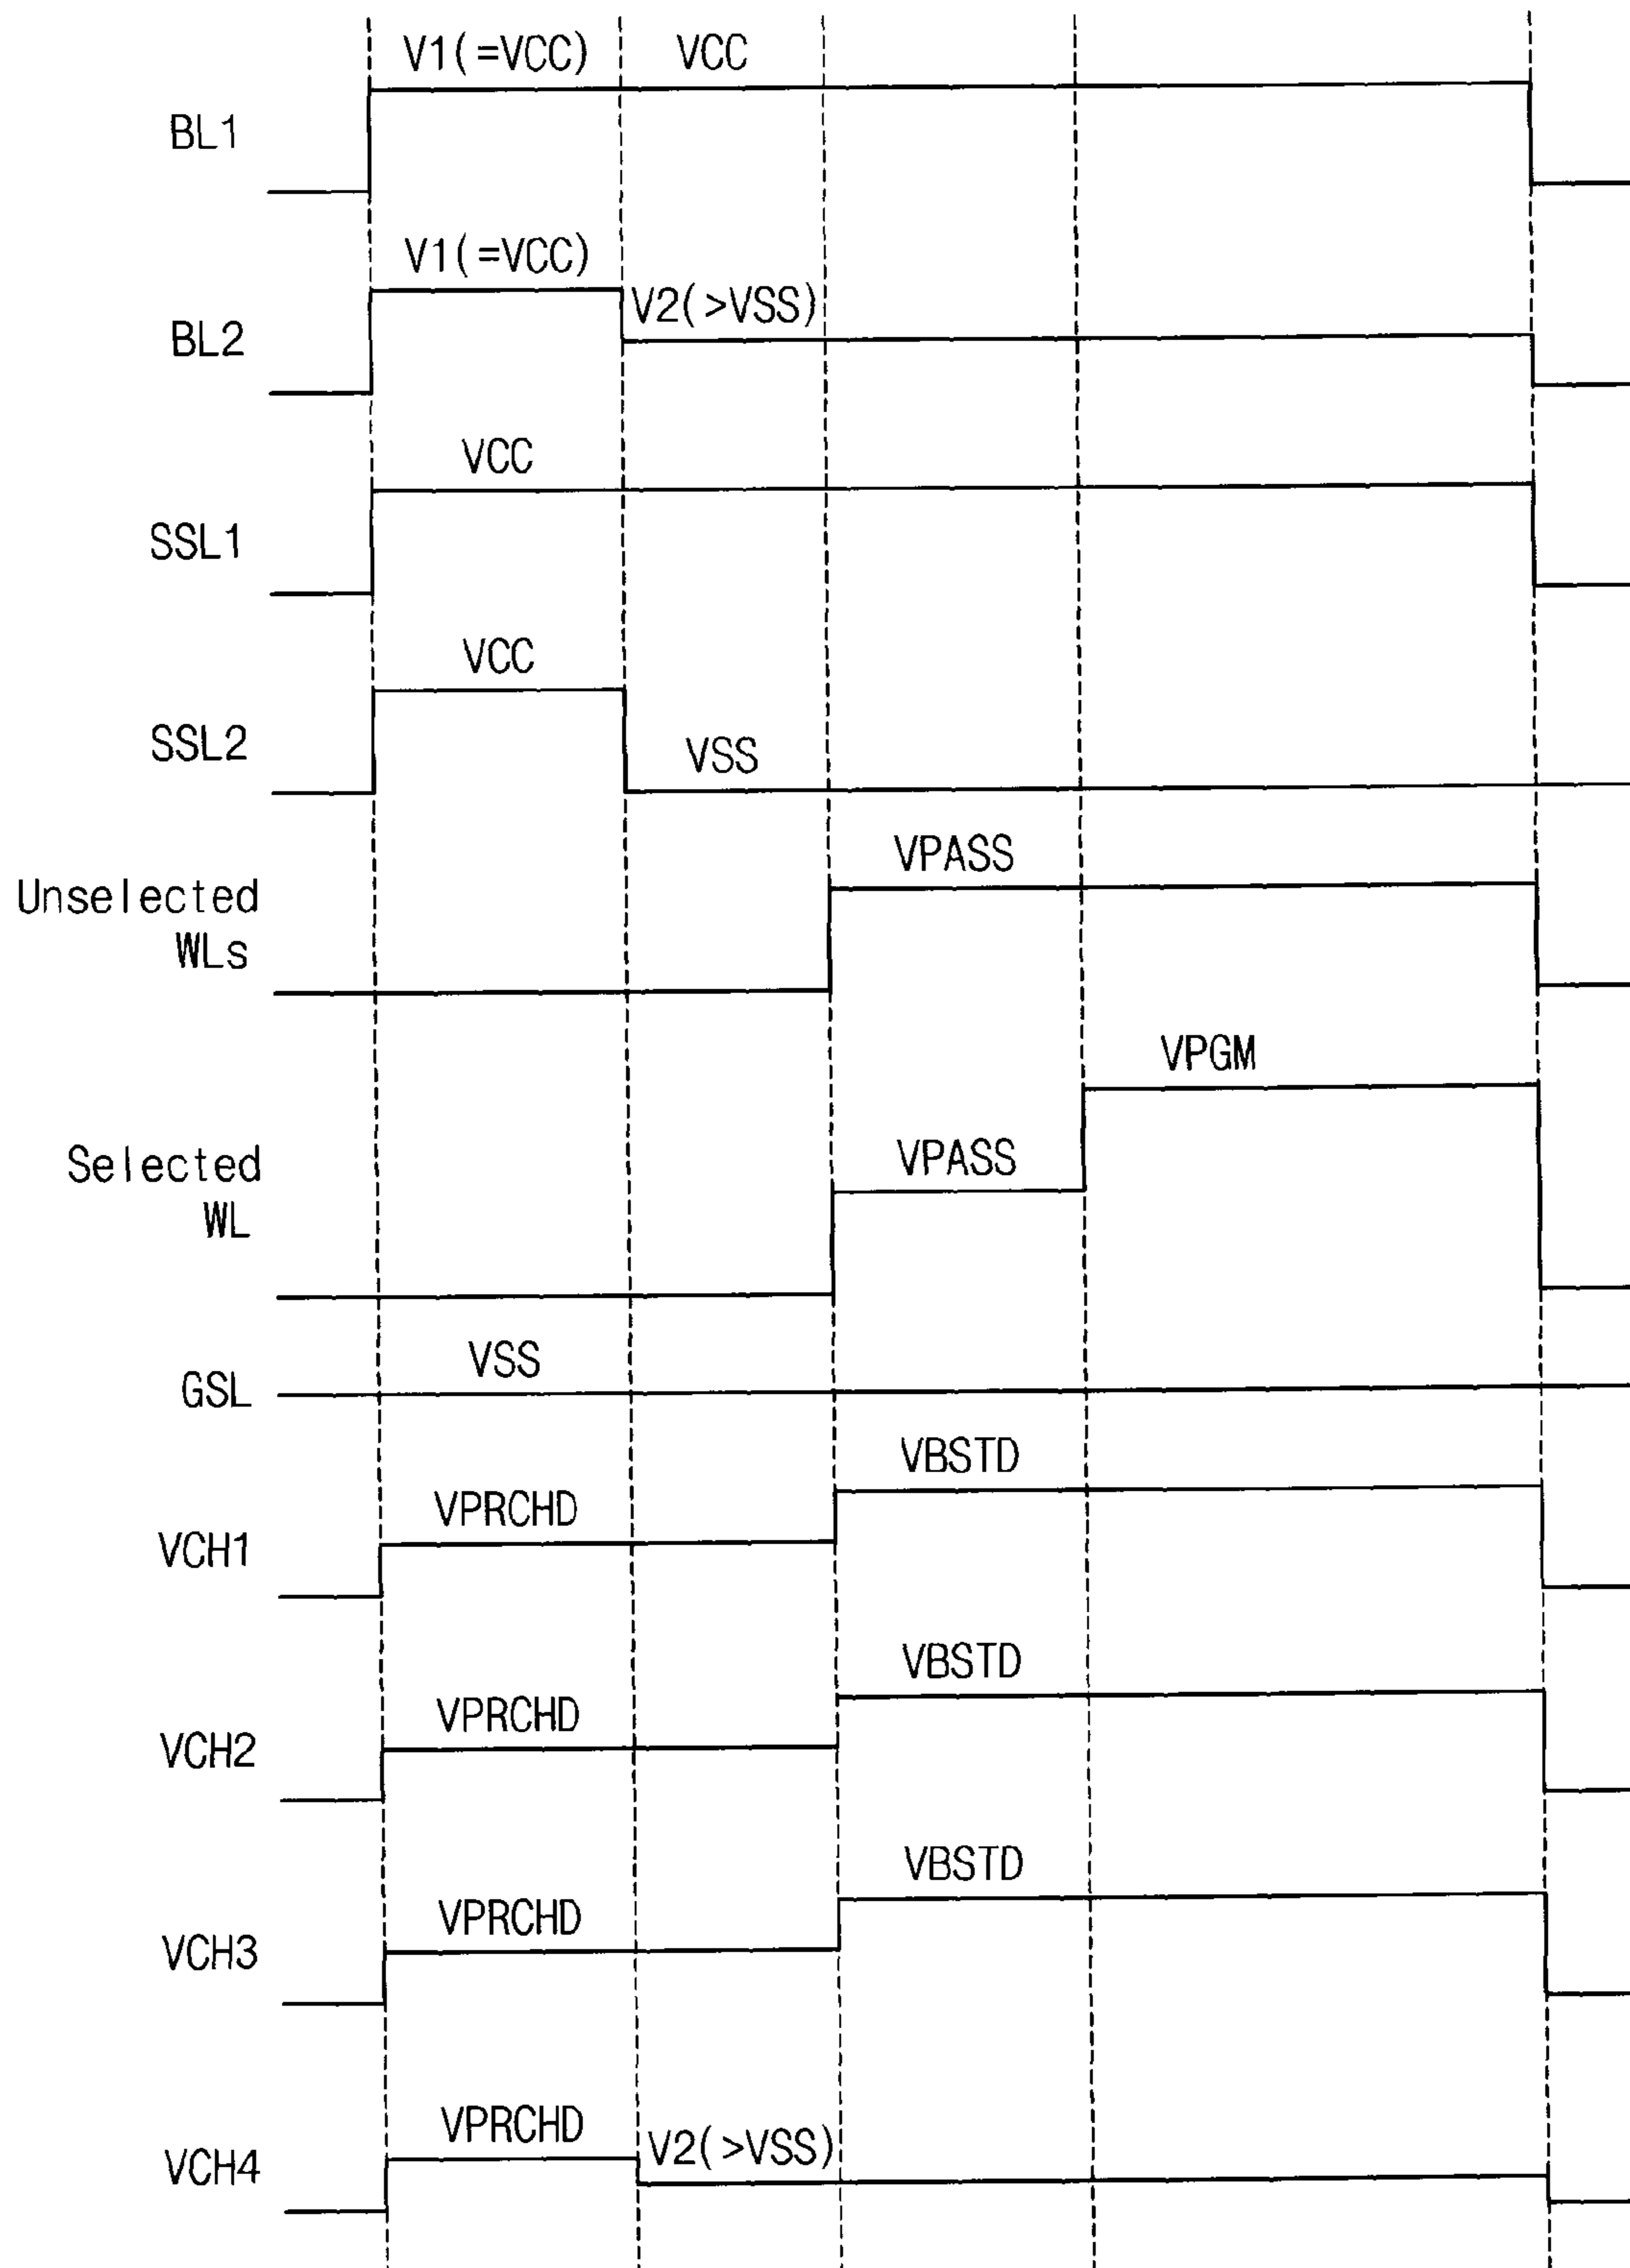 V1(=VCC) VCC
BL1
V1(=VCC)
V2(>VSS)
BL2
VCC
SSL1
VCC
SSL2
VSS
VPASS
Unselected
WLs
VPGM
VPASS
Selected
WL
VSS
GSL
VBSTD
VPRCHD
VCH1
VBSTD
VPRCHD
VCH2
VBSTD
VPRCHD
VCH3
VPRCHD
V2(>VSS)
VCH4